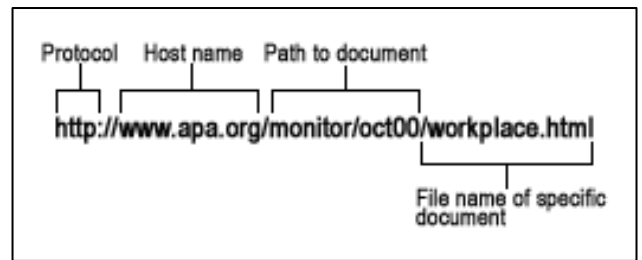 Protocol Host name Path to document
http://www.apa.org/monitor/oct00/workplace.html
File name of specific
document